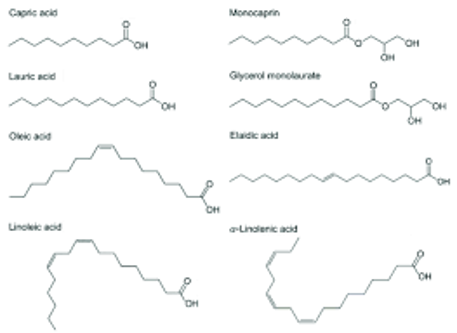 Capric acid
O
OH
Monocaprin
O
O
OH
OH
Lauric acid
O
OH
Glycerol monolaurate
O
O
OH
OH
Oleic acid
O
OH
Elaidic acid
O
OH
Linoleic acid
O
OH
α-Linolenic acid
O
OH